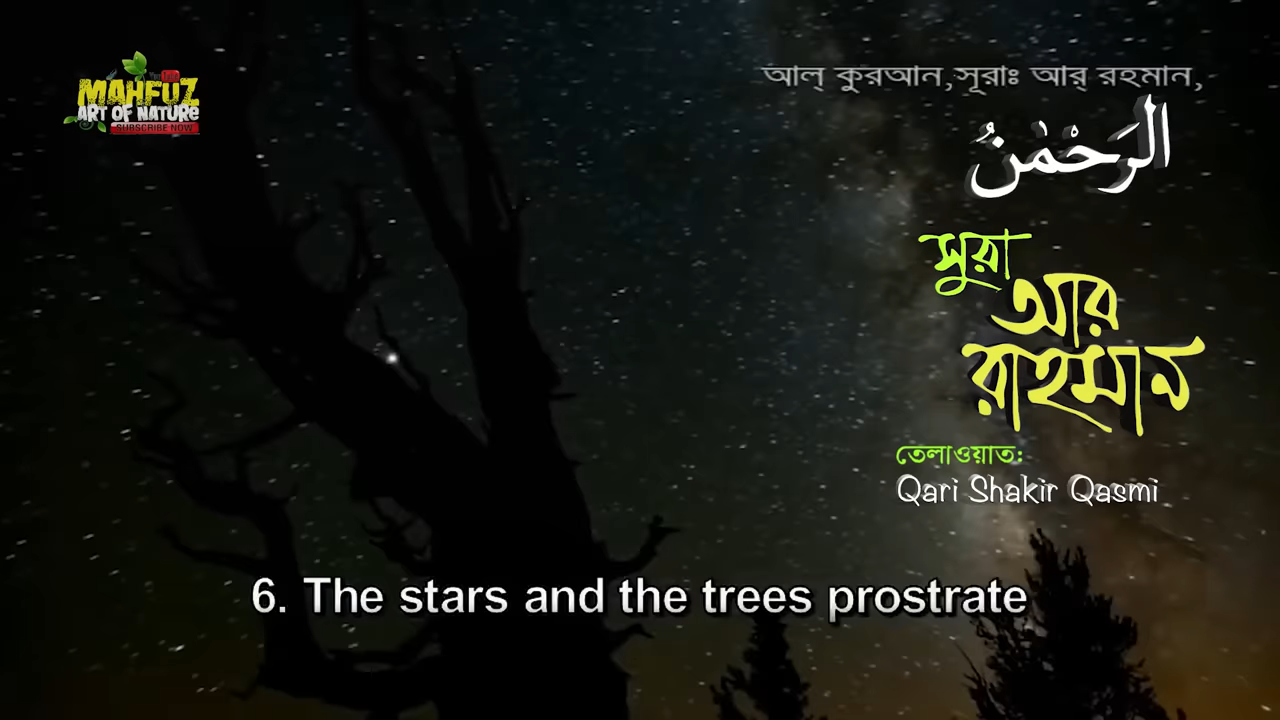 MAHFUZ
ART OF NATURE
SUBSCRIBE NOW
আল্ কুরআন,সূরাঃ আর্ রহমান,
الرَحْمٰنُ
সুরা
আর
রাহমান
তেলাওয়াত:
Qari Shakir Qasmi
6. The stars and the trees prostrate